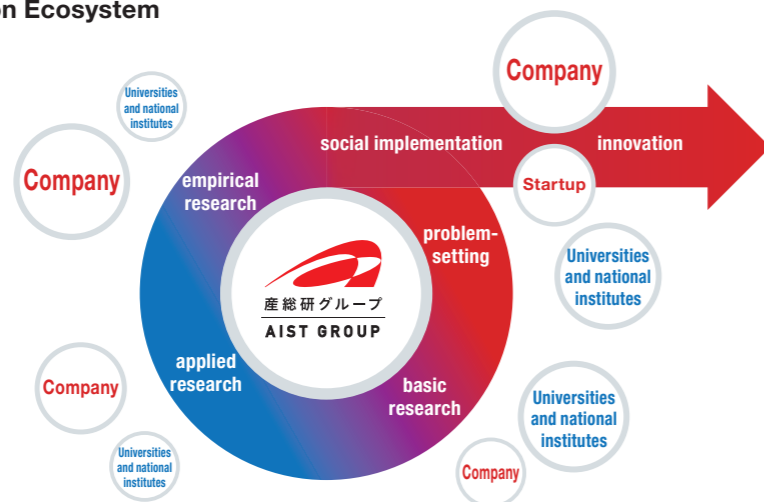 on Ecosystem
Company
Universities
and national
institutes
Company
social implementation
innovation
empirical
research
Startup
problem-
setting
Universities
and national
institutes
産総研グループ
AIST GROUP
applied
research
basic
research
Company
Universities
and national
institutes
Universities
and national
institutes
Company